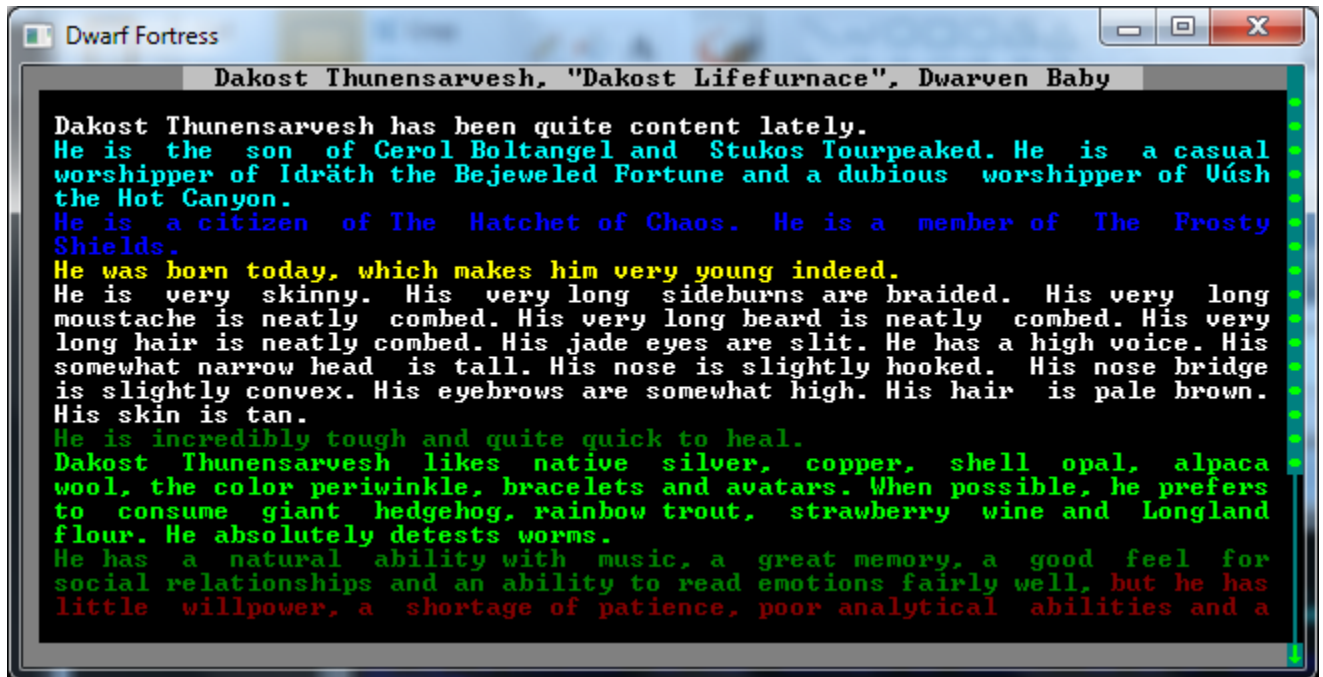 Dwarf Fortress
Dakost Thunensarvesh, "Dakost Lifefurnace", Dwarven Baby
Dakost Thunensarvesh has been quite content lately.
He is the son of Cerol Boltangel and Stukos Tourpeaked. He is a casual
worshipper of Idräth the Bejeweled Fortune and a dubious worshipper of Vúsh
the Hot Canyon.
He is a citizen of The Hatchet of Chaos. He is a member of The Frosty
Shields.
He was born today, which makes him very young indeed.
He is very skinny. His very long sideburns are braided. His very long
moustache is neatly combed. His very long beard is neatly combed. His very
long hair is neatly combed. His jade eyes are slit. He has a high voice. His
somewhat narrow head is tall. His nose is slightly hooked. His nose bridge
is slightly convex. His eyebrows are somewhat high. His hair is pale brown.
His skin is tan.
He is incredibly tough and quite quick to heal.
Dakost Thunensarvesh likes native silver, copper, shell opal, alpaca
wool, the color periwinkle, bracelets and avatars. When possible, he prefers
to consume giant hedgehog, rainbow trout, strawberry wine and Longland
flour. He absolutely detests worms.
He has a natural ability with music, a great memory, a good feel for
social relationships and an ability to read emotions fairly well, but he has
little willpower, a shortage of patience, poor analytical abilities and a